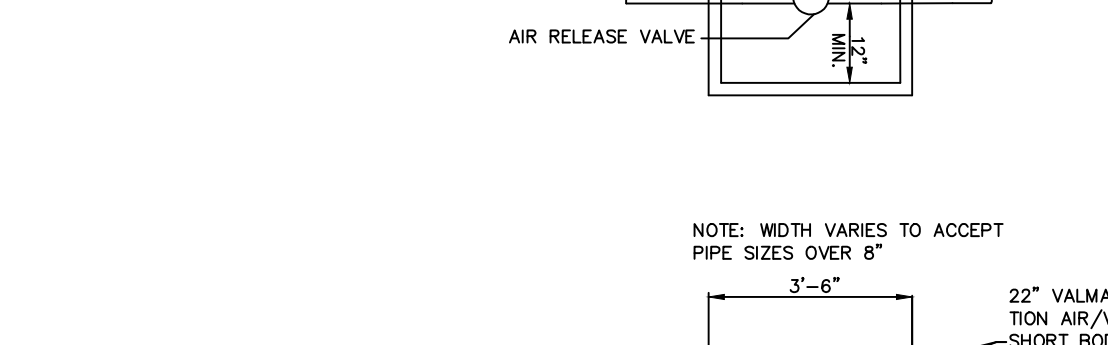 AIR RELEASE VALVE
12"
MIN.
NOTE: WIDTH VARIES TO ACCEPT
PIPE SIZES OVER 8"
3'-6"
22" VALMA
TION AIR/V
SHORT BOD